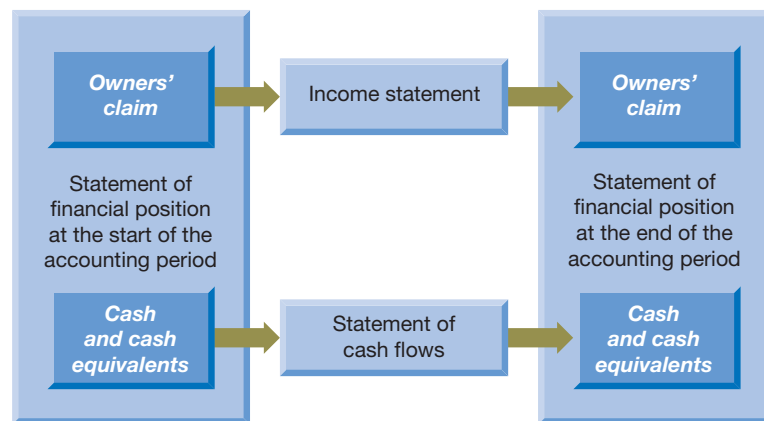 Owners'
claim
Income statement
Owners'
claim
Statement of
financial position
at the start of the
accounting period
Statement of
financial position
at the end of the
accounting period
Cash
and cash
equivalents
Statement of
cash flows
Cash
and cash
equivalents